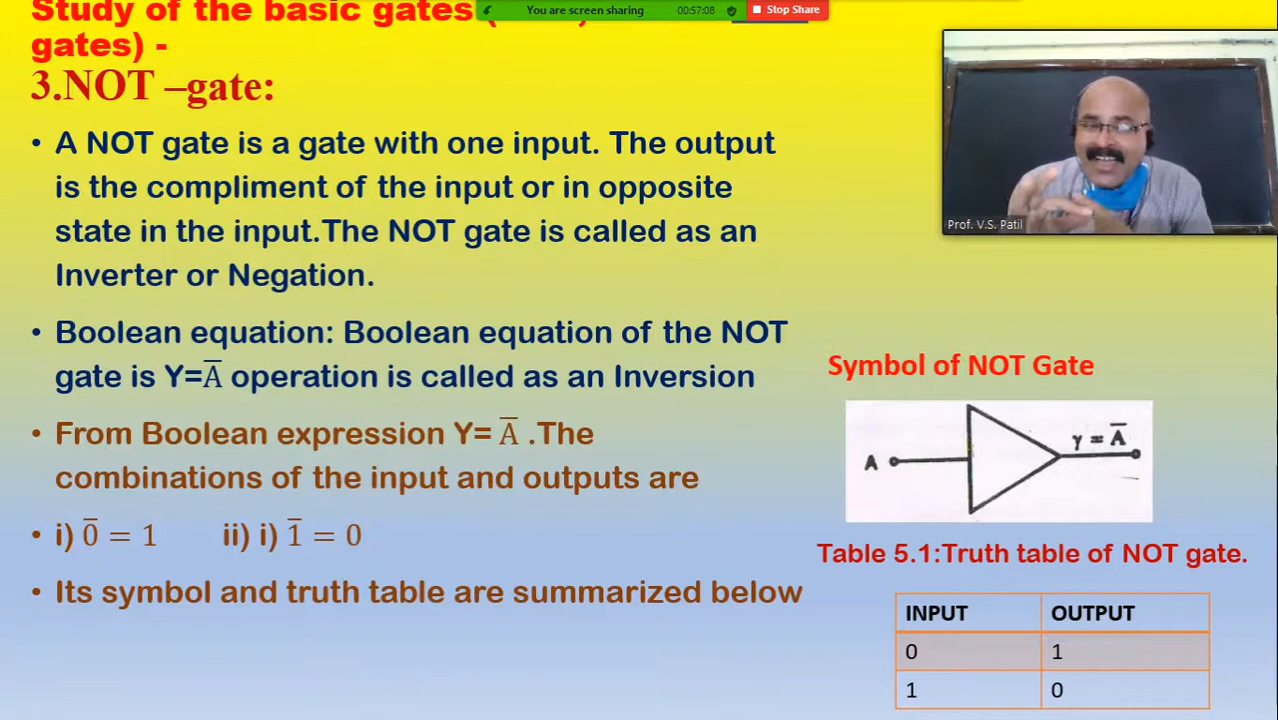 Study of the basic gates (
You are screen sharing
00:57:08
Stop Share
gates) -
3.NOT –gate:
• A NOT gate is a gate with one input. The output
is the compliment of the input or in opposite
state in the input.The NOT gate is called as an
Inverter or Negation.
• Boolean equation: Boolean equation of the NOT
gate is Y=A̅ operation is called as an Inversion
• From Boolean expression Y= A̅ .The
combinations of the input and outputs are
• i) 0̅ = 1 ii) i) 1̅ = 0
• Its symbol and truth table are summarized below
Prof. V.S. Patil
Symbol of NOT Gate
A
Y = A̅
Table 5.1:Truth table of NOT gate.
INPUT OUTPUT
0 1
1 0